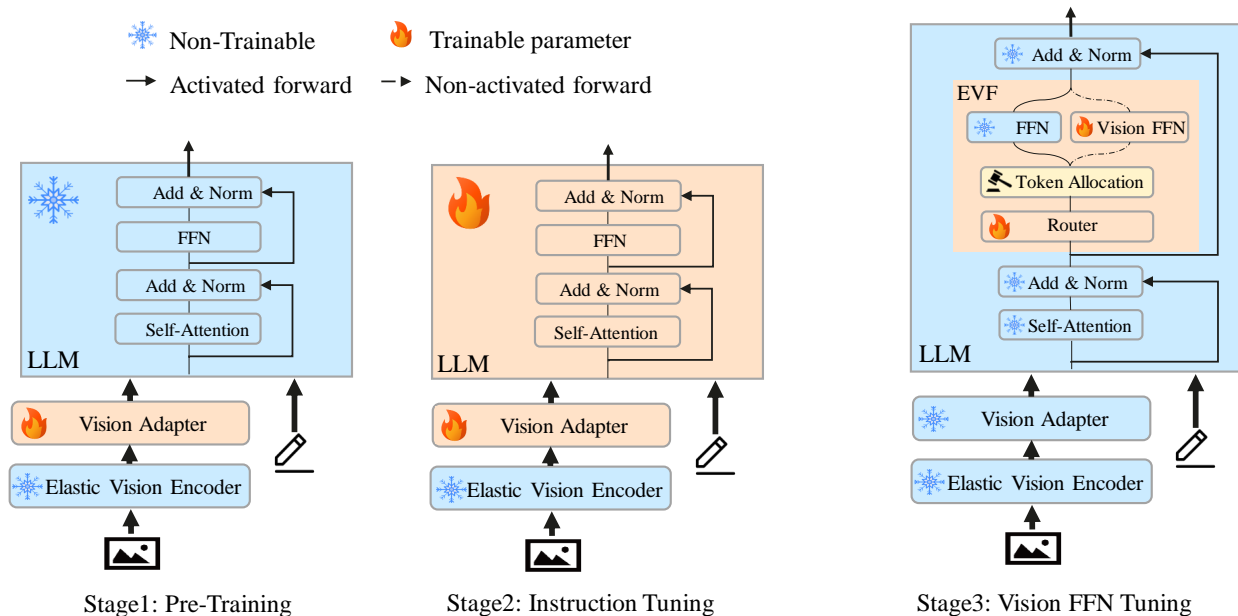 Non-Trainable
Trainable parameter
Activated forward
Non-activated forward
Add & Norm
FFN
Add & Norm
Self-Attention
LLM
Vision Adapter
Elastic Vision Encoder
Stage1: Pre-Training
Add & Norm
FFN
Add & Norm
Self-Attention
LLM
Vision Adapter
Elastic Vision Encoder
Stage2: Instruction Tuning
Add & Norm
EVF
FFN
Vision FFN
Token Allocation
Router
Add & Norm
Self-Attention
LLM
Vision Adapter
Elastic Vision Encoder
Stage3: Vision FFN Tuning